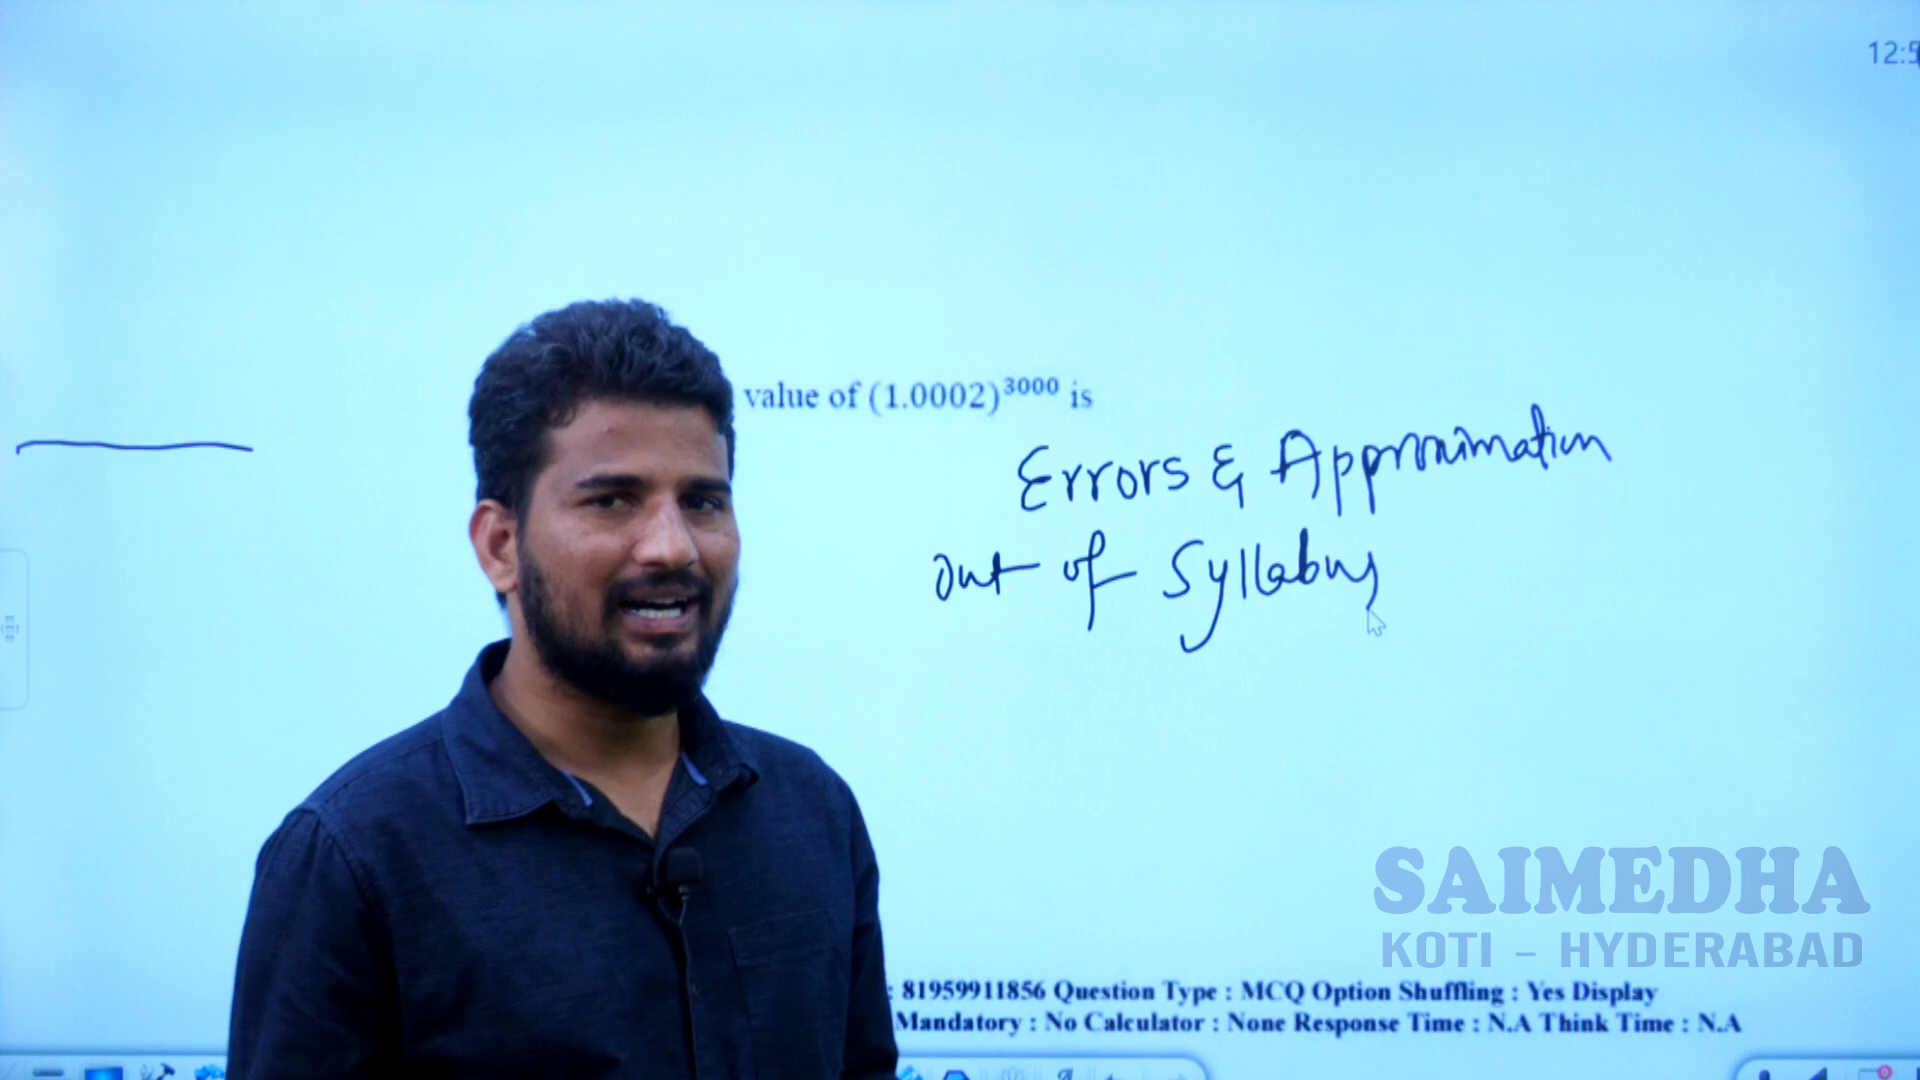 12:5
value of (1.0002)³⁰⁰⁰ is
Errors & Approximation
out of Syllabus
SAIMEDHA
KOTI - HYDERABAD
: 81959911856 Question Type : MCQ Option Shuffling : Yes Display
Mandatory : No Calculator : None Response Time : N.A Think Time : N.A